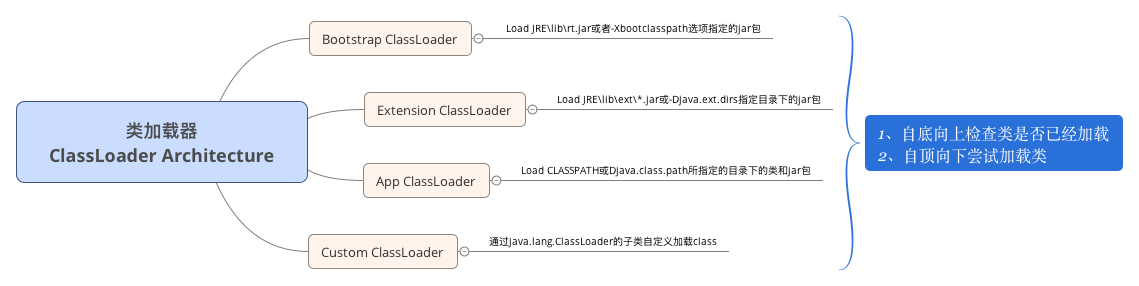 类加载器
ClassLoader Architecture
Bootstrap ClassLoader
Load JRE\lib\rt.jar或者-Xbootclasspath选项指定的jar包
Extension ClassLoader
Load JRE\lib\ext\*.jar或-Djava.ext.dirs指定目录下的jar包
App ClassLoader
Load CLASSPATH或Djava.class.path所指定的目录下的类和jar包
Custom ClassLoader
通过java.lang.ClassLoader的子类自定义加载class
1、自底向上检查类是否已经加载
2、自顶向下尝试加载类